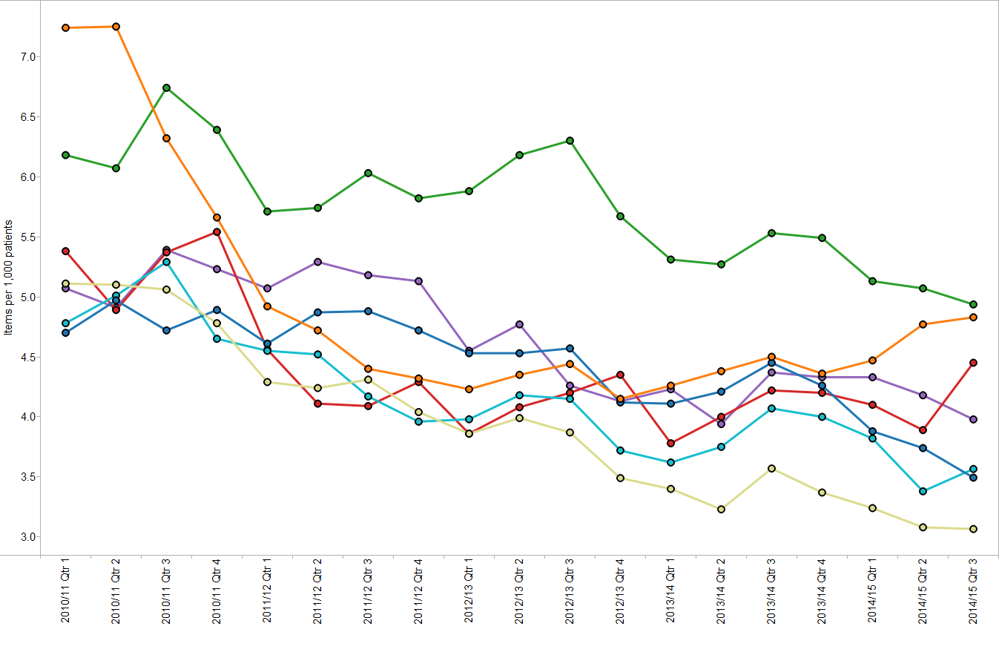 7.0
6.5
6.0
5.5
5.0
4.5
4.0
3.5
3.0
Items per 1,000 patients
2010/11 Qtr 1
2010/11 Qtr 2
2010/11 Qtr 3
2010/11 Qtr 4
2011/12 Qtr 1
2011/12 Qtr 2
2011/12 Qtr 3
2011/12 Qtr 4
2012/13 Qtr 1
2012/13 Qtr 2
2012/13 Qtr 3
2012/13 Qtr 4
2013/14 Qtr 1
2013/14 Qtr 2
2013/14 Qtr 3
2013/14 Qtr 4
2014/15 Qtr 1
2014/15 Qtr 2
2014/15 Qtr 3